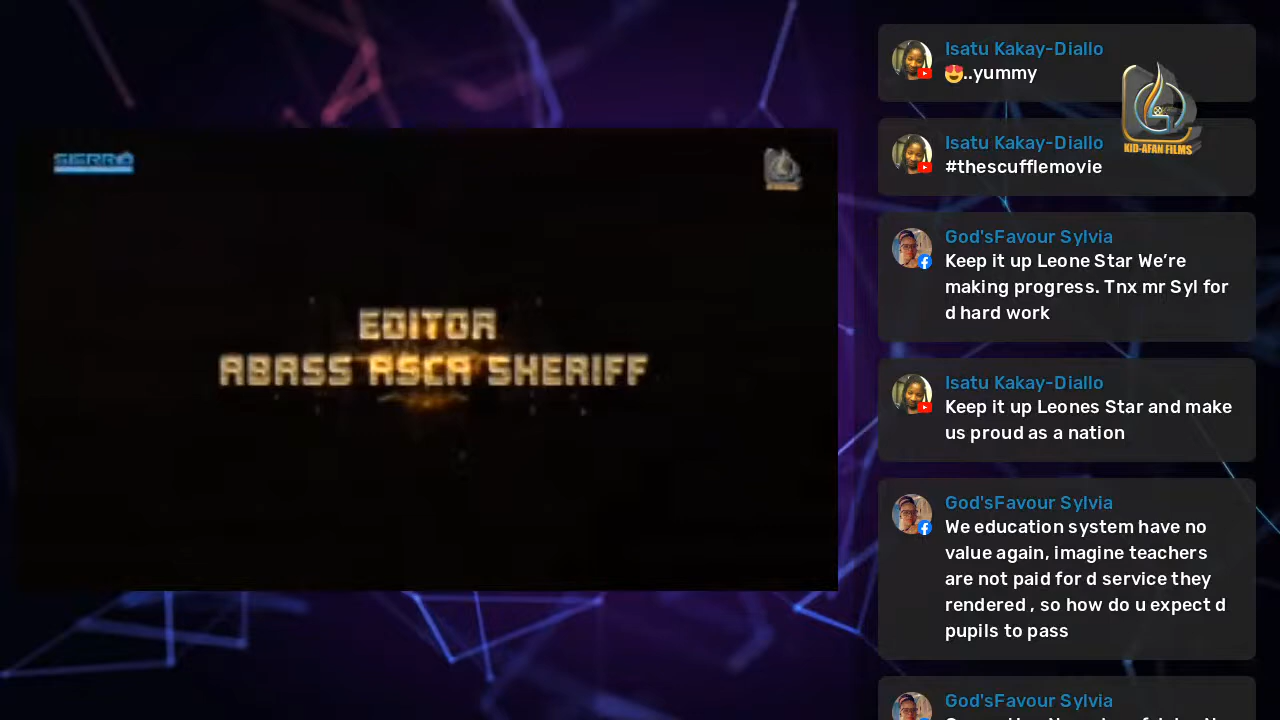 SIERRA
EDITOR
ABASS ASCA SHERIFF
Isatu Kakay-Diallo
😍..yummy
KID-AFAN FILMS
Isatu Kakay-Diallo
#thescufflemovie
God'sFavour Sylvia
Keep it up Leone Star We’re
making progress. Tnx mr Syl for
d hard work
Isatu Kakay-Diallo
Keep it up Leones Star and make
us proud as a nation
God'sFavour Sylvia
We education system have no
value again, imagine teachers
are not paid for d service they
rendered , so how do u expect d
pupils to pass
God'sFavour Sylvia